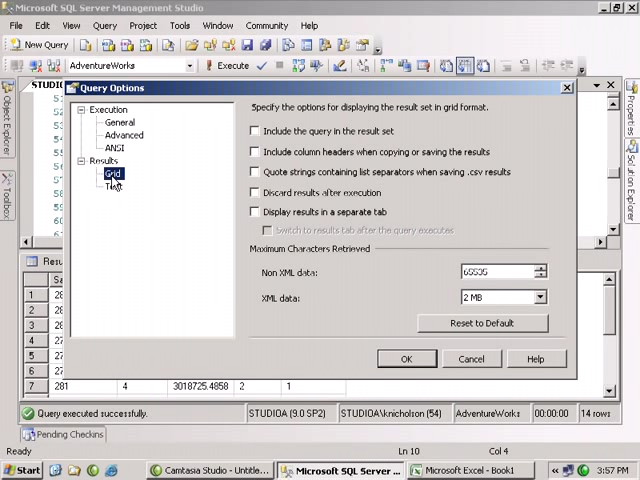 Microsoft SQL Server Management Studio
File Edit View Query Project Tools Window Community Help
New Query
AdventureWorks Execute
Query Options
Execution
General
Advanced
ANSI
Results
Grid
Specify the options for displaying the result set in grid format.
Include the query in the result set
Include column headers when copying or saving the results
Quote strings containing list separators when saving .csv results
Discard results after execution
Display results in a separate tab
Switch to results tab after the query executes
Maximum Characters Retrieved
Non XML data: 65535
XML data: 2 MB
Reset to Default
OK Cancel Help
Object Explorer
Toolbox
Properties
Solution Explorer
1
2
3
4
5
6
7 281 4 3018725.4858 2 1
Query executed successfully. STUDIOA (9.0 SP2) STUDIOA\knicholson (54) AdventureWorks 00:00:00 14 rows
Pending Checkins
Ready Ln 10 Col 4
Start Camtasia Studio - Untitle... Microsoft SQL Server ... Microsoft Excel - Book1 3:57 PM